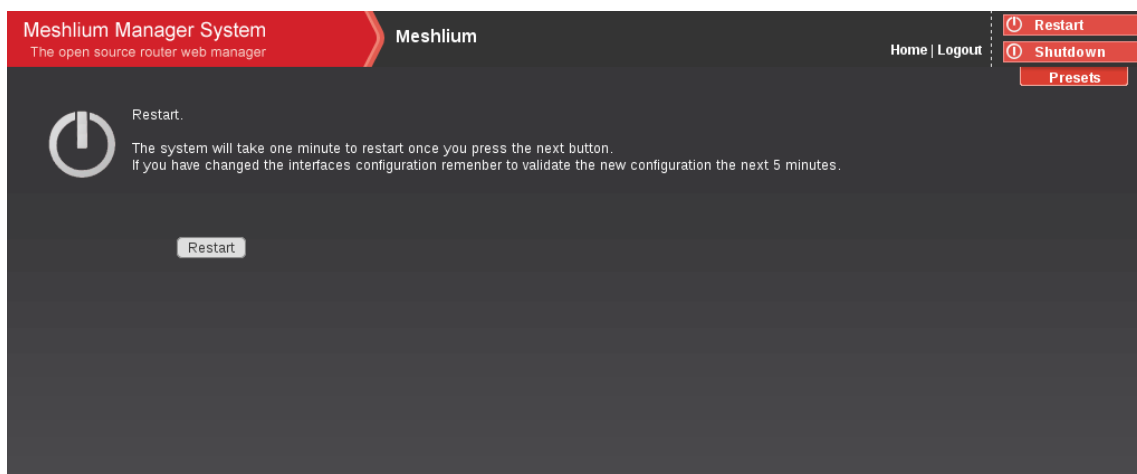 Meshlium Manager System
The open source router web manager
Meshlium
Home | Logout
Restart
Shutdown
Presets
Restart.
The system will take one minute to restart once you press the next button.
If you have changed the interfaces configuration remenber to validate the new configuration the next 5 minutes.
Restart